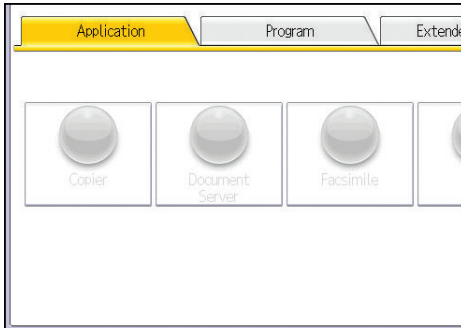 Application Program Extende
Copier Document Facsimile
Server